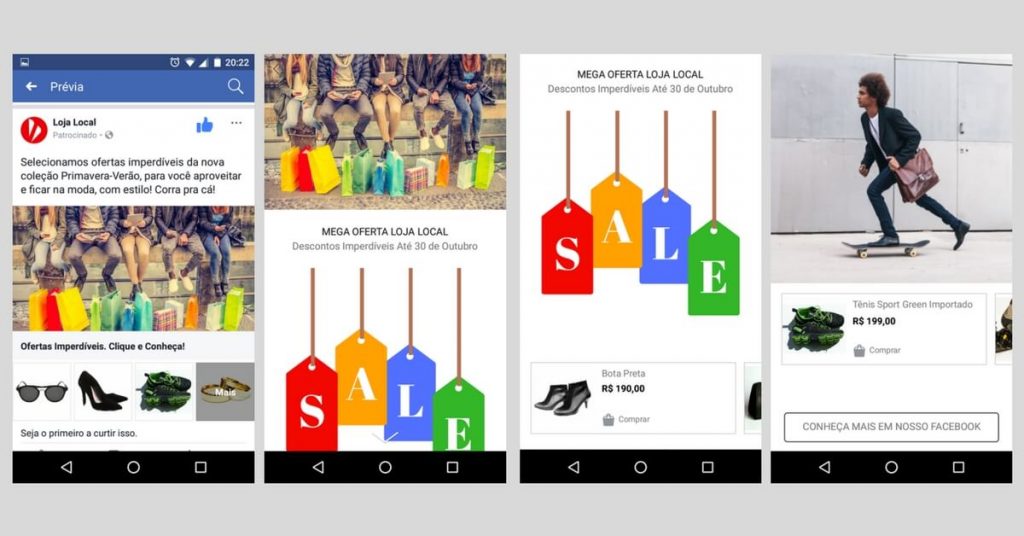 20:22
Prévia
Loja Local
Patrocinado
Selecionamos ofertas imperdíveis da nova
coleção Primavera-Verão, para você aproveitar
e ficar na moda, com estilo! Corra pra cá!
Ofertas Imperdíveis. Clique e Conheça!
Mais
Seja o primeiro a curtir isso.
MEGA OFERTA LOJA LOCAL
Descontos Imperdíveis Até 30 de Outubro
SALE
MEGA OFERTA LOJA LOCAL
Descontos Imperdíveis Até 30 de Outubro
SALE
Bota Preta
R$ 190,00
Comprar
Tênis Sport Green Importado
R$ 199,00
Comprar
CONHEÇA MAIS EM NOSSO FACEBOOK